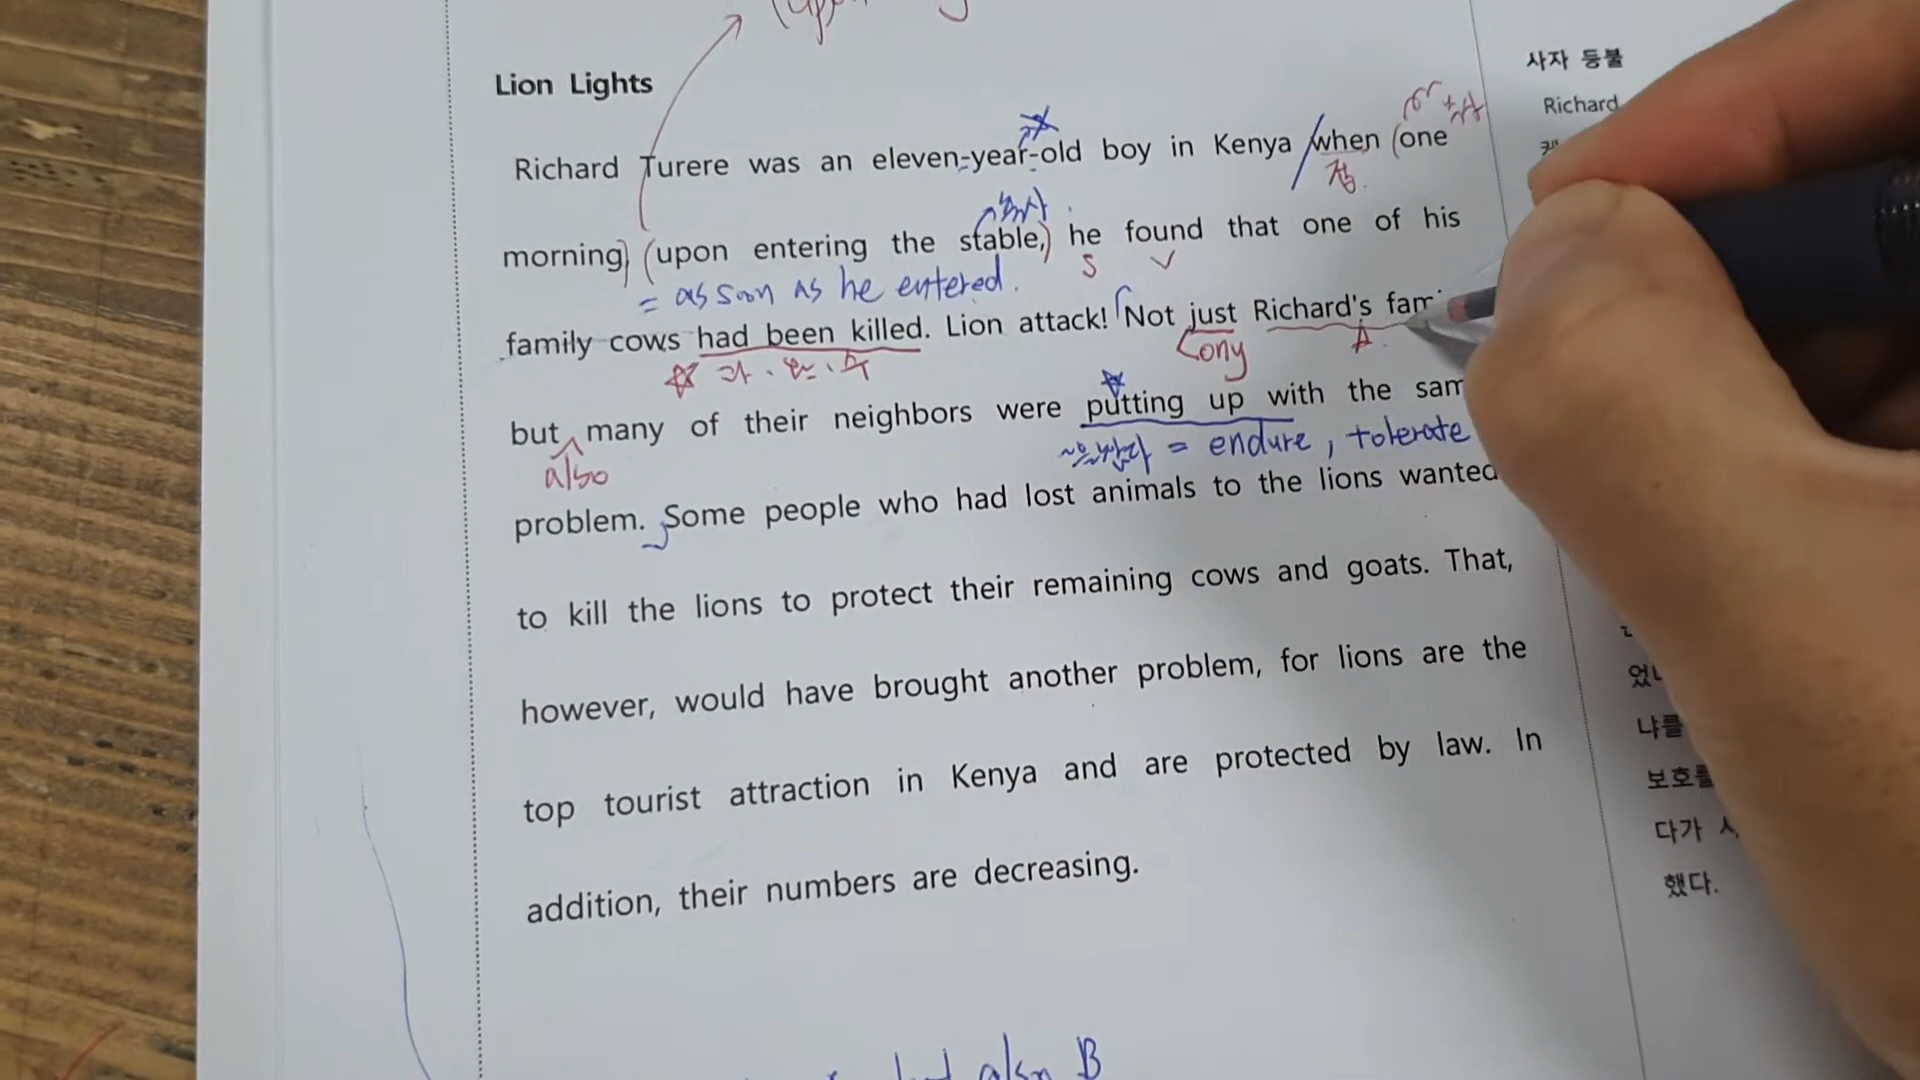 Lion Lights
Richard Turere was an eleven-year-old boy in Kenya when (one
morning) (upon entering the stable,) he found that one of his
S V
= as soon as he entered.
family cows had been killed. Lion attack! Not just Richard's fam
A
but many of their neighbors were putting up with the sam
also
= endure, tolerate
problem. Some people who had lost animals to the lions wanted
to kill the lions to protect their remaining cows and goats. That,
however, would have brought another problem, for lions are the
top tourist attraction in Kenya and are protected by law. In
addition, their numbers are decreasing.
also B
사자 등불
Richard
냐를
보호를
다가
했다.